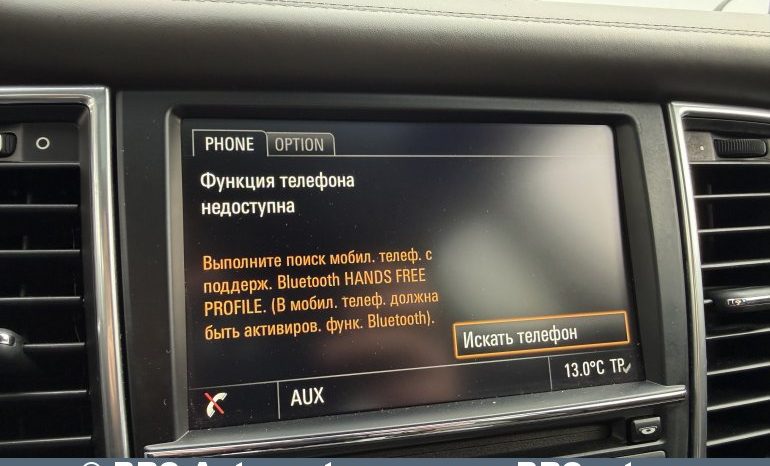 PHONE OPTION
Функция телефона
недоступна
Выполните поиск мобил. телеф. с
поддерж. Bluetooth HANDS FREE
PROFILE. (В мобил. телеф. должна
быть активиров. функ. Bluetooth).
Искать телефон
AUX 13.0°C TP